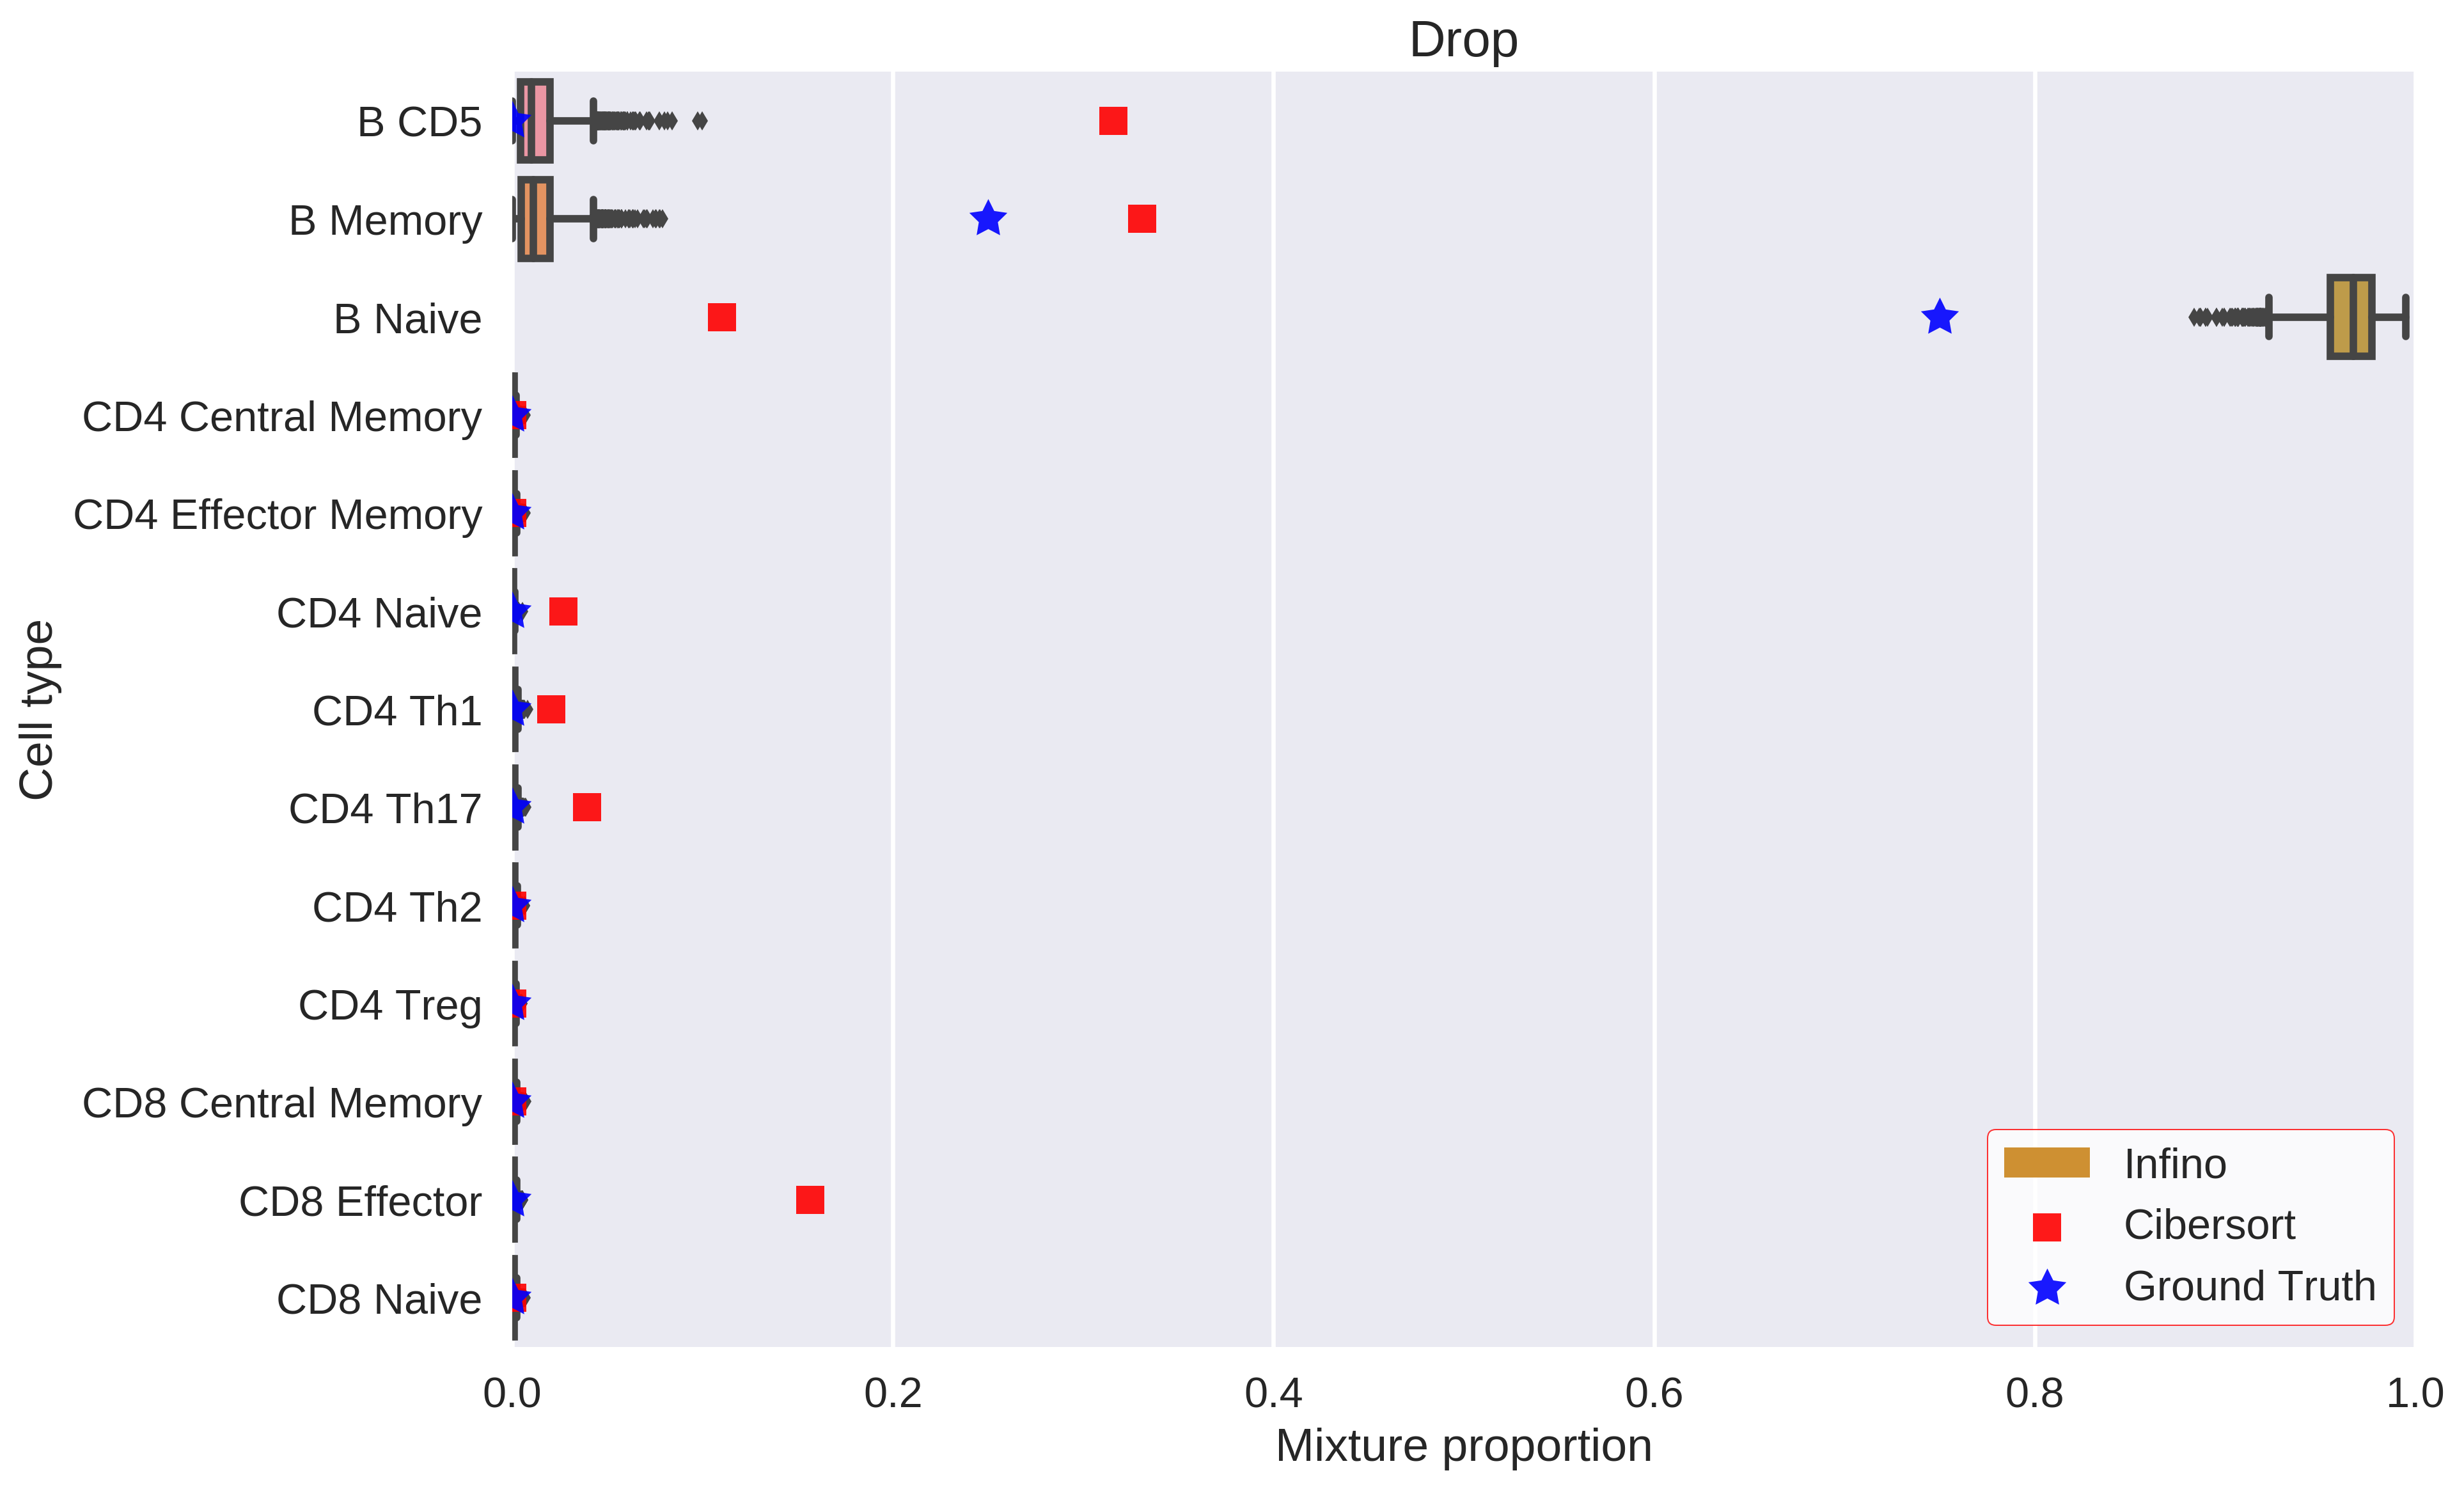 Drop
B CD5
B Memory
B Naive
CD4 Central Memory
CD4 Effector Memory
CD4 Naive
CD4 Th1
CD4 Th17
CD4 Th2
CD4 Treg
CD8 Central Memory
CD8 Effector
CD8 Naive
Cell type
Infino
Cibersort
Ground Truth
0.0 0.2 0.4 0.6 0.8 1.0
Mixture proportion